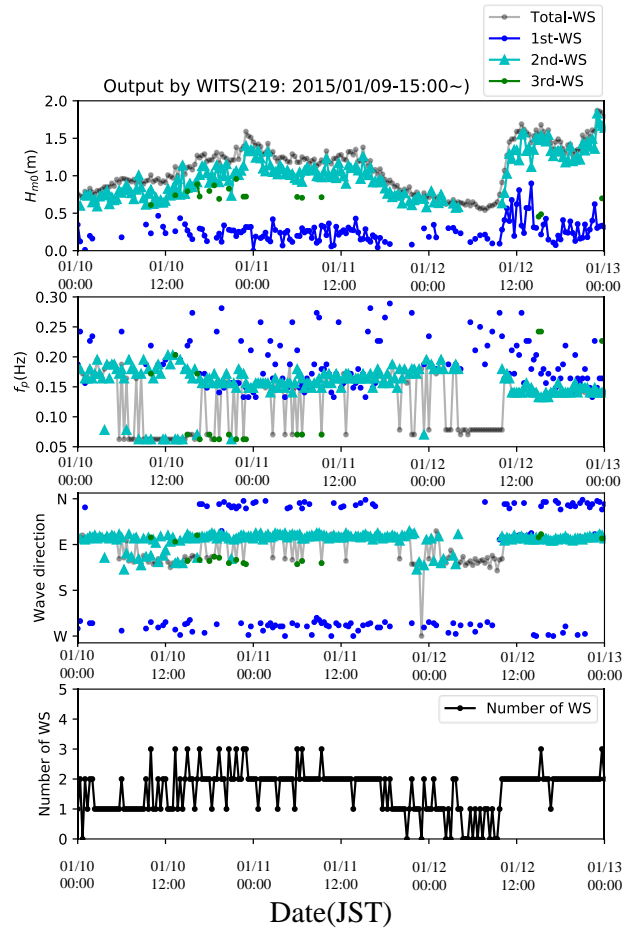 Total-WS
1st-WS
2nd-WS
3rd-WS
Output by WITS(219: 2015/01/09-15:00~)
2.0
1.5
1.0
0.5
0.0
Hm0(m)
01/10 01/10 01/11 01/11 01/12 01/12 01/13
00:00 12:00 00:00 12:00 00:00 12:00 00:00
0.30
0.25
0.20
0.15
0.05
fp(Hz)
01/10 01/10 01/11 01/11 01/12 01/12 01/13
00:00 12:00 00:00 12:00 00:00 12:00 00:00
N
E
S
W
Wave direction
01/10 01/10 01/11 01/11 01/12 01/12 01/13
00:00 12:00 00:00 12:00 00:00 12:00 00:00
Number of WS
5
4
3
2
1
0
Number of WS
01/10 01/10 01/11 01/11 01/12 01/12 01/13
00:00 12:00 00:00 12:00 00:00 12:00 00:00
Date(JST)